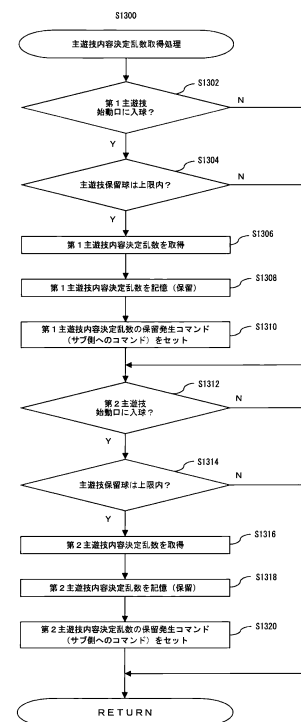 S1300
主遊技内容決定乱数取得処理
S1302
第1主遊技
始動口に入球？
N
Y
S1304
主遊技保留球は上限内？
N
Y
S1306
第1主遊技内容決定乱数を取得
S1308
第1主遊技内容決定乱数を記憶（保留）
S1310
第1主遊技内容決定乱数の保留発生コマンド
（サブ側へのコマンド）をセット
S1312
第2主遊技
始動口に入球？
N
Y
S1314
主遊技保留球は上限内？
N
Y
S1316
第2主遊技内容決定乱数を取得
S1318
第2主遊技内容決定乱数を記憶（保留）
S1320
第2主遊技内容決定乱数の保留発生コマンド
（サブ側へのコマンド）をセット
RETURN